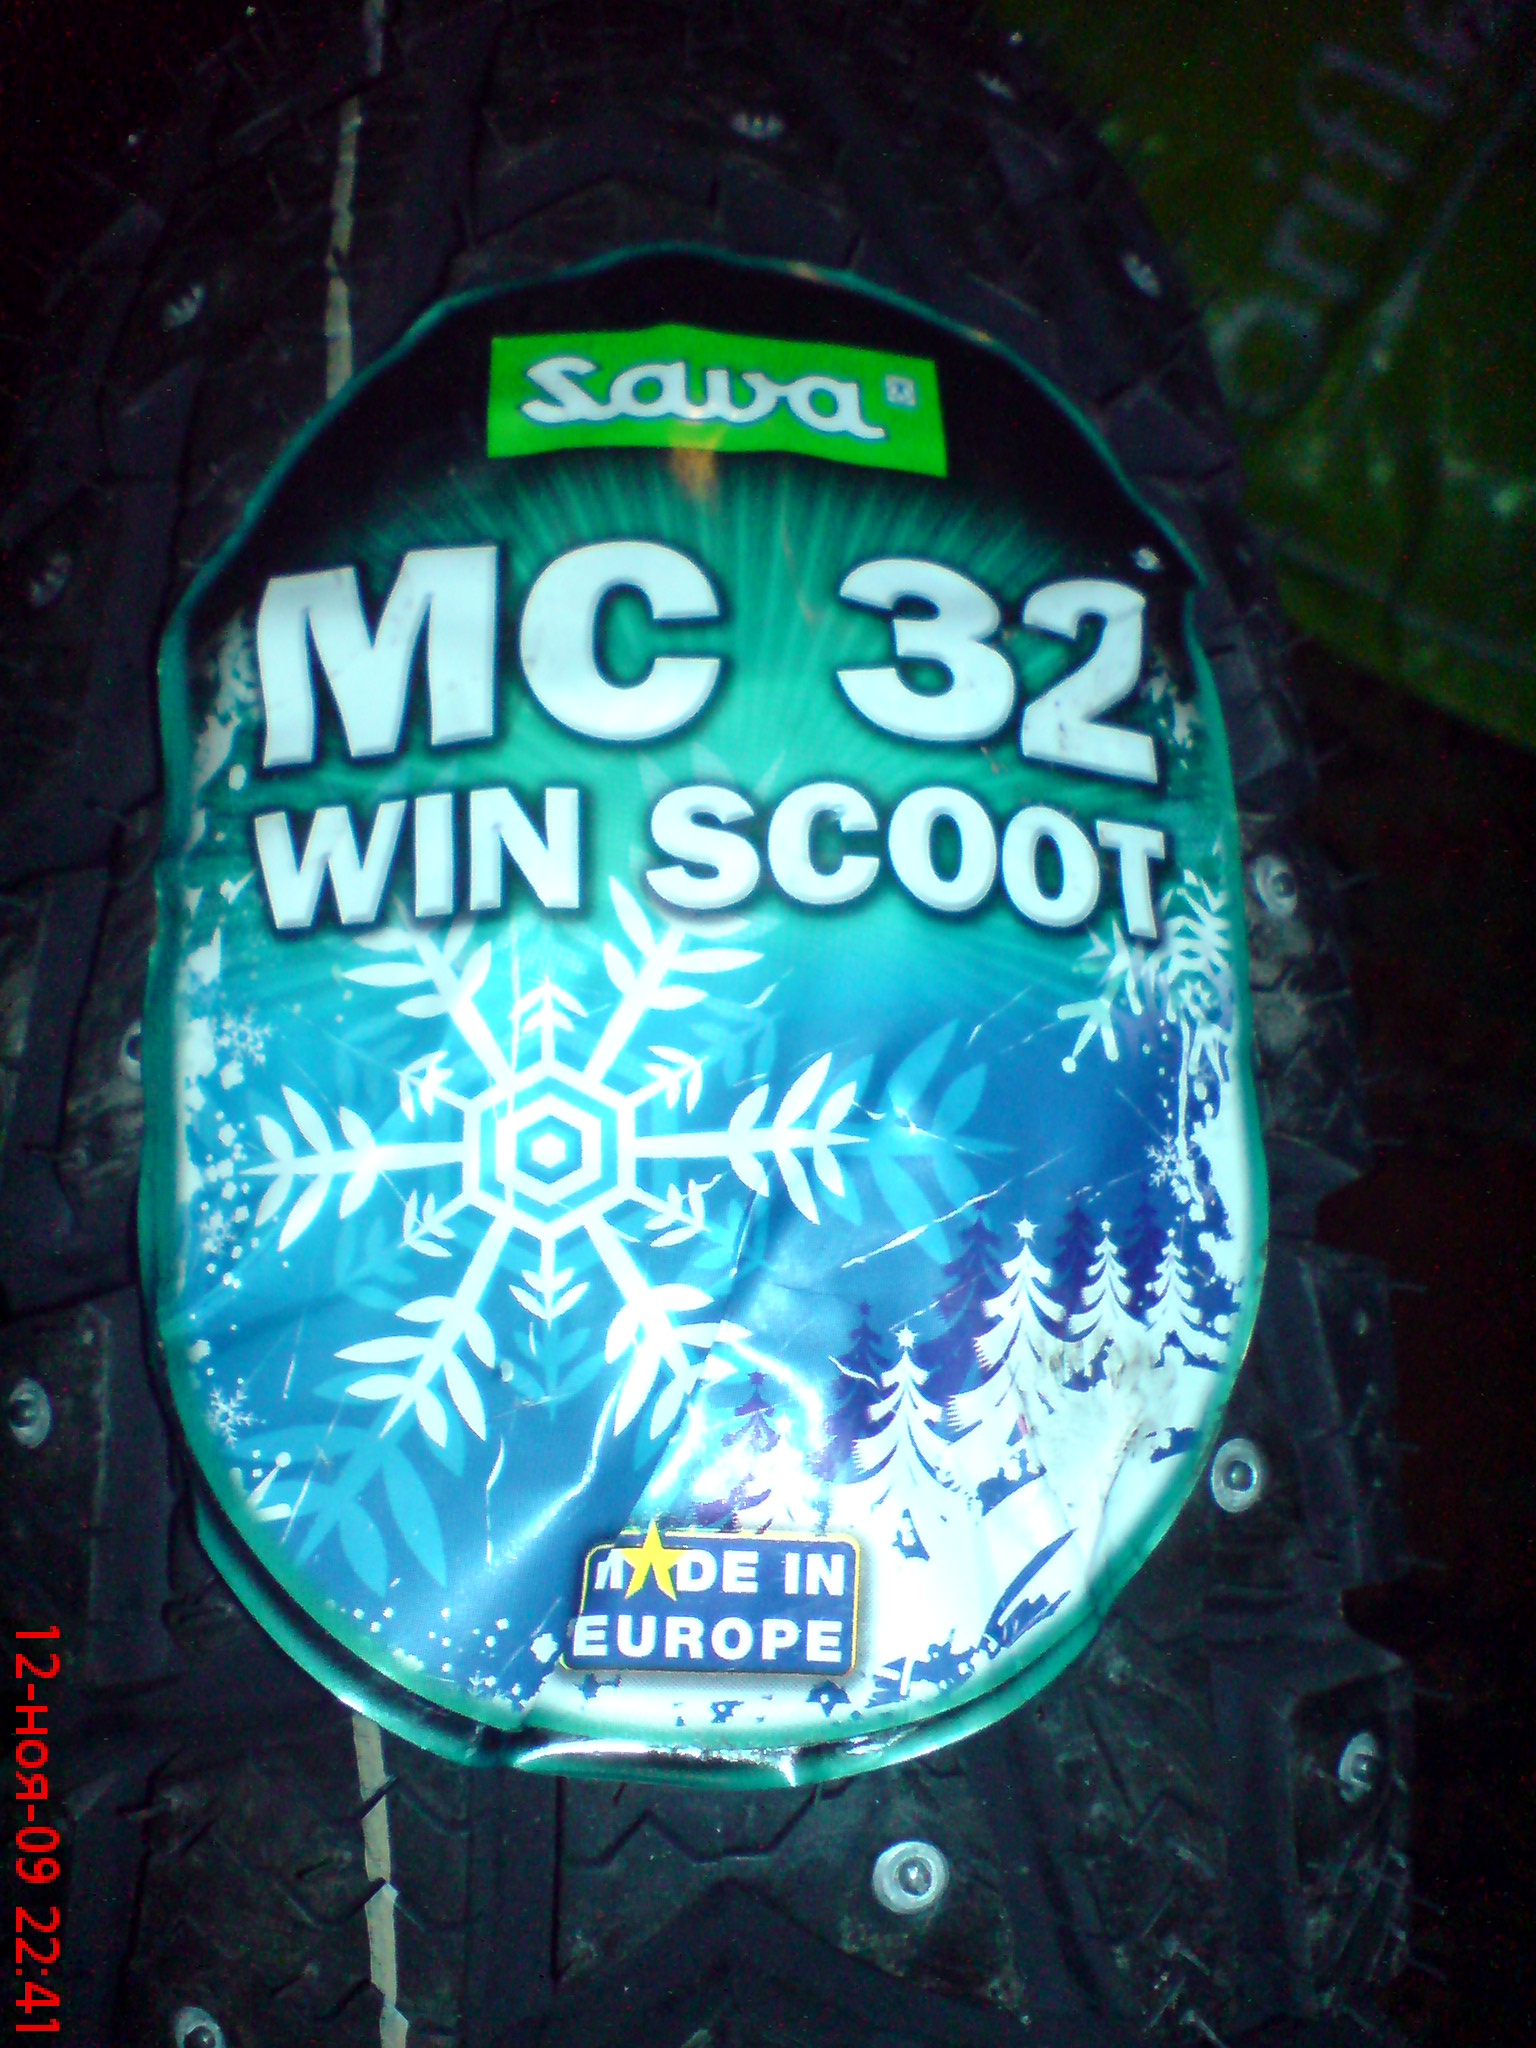 sava
MC 32
WIN SCOOT
MADE IN
EUROPE
12-ноя-09 22:41